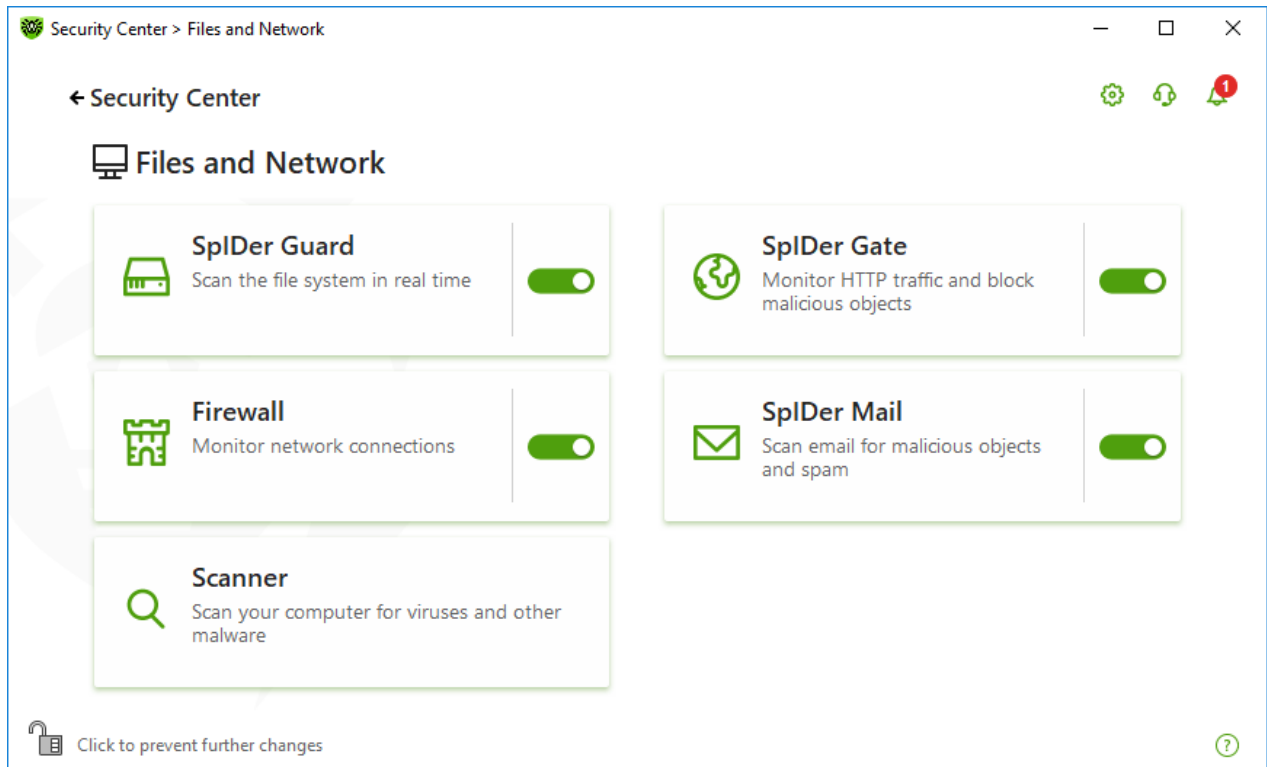 Security Center > Files and Network
Security Center
1
Files and Network
SpIDer Guard
Scan the file system in real time
SpIDer Gate
Monitor HTTP traffic and block
malicious objects
Firewall
Monitor network connections
SpIDer Mail
Scan email for malicious objects
and spam
Scanner
Scan your computer for viruses and other
malware
Click to prevent further changes
?